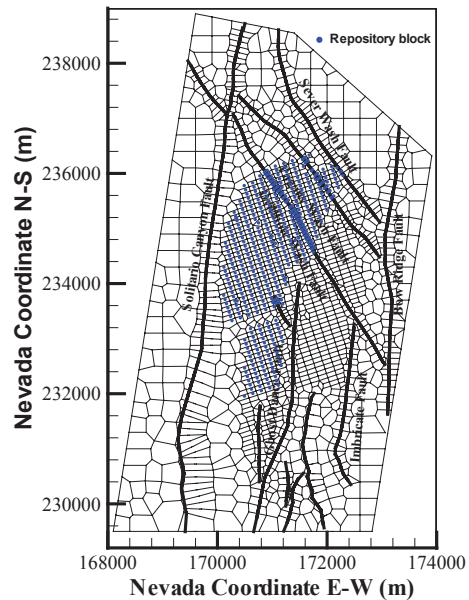 Repository block
238000
236000
234000
232000
230000
168000
170000
172000
174000
Nevada Coordinate N-S (m)
Nevada Coordinate E-W (m)
Solitario Canyon Fault
Sever Wash Fault
Bow Ridge Fault
Imbricate Fault
Fault